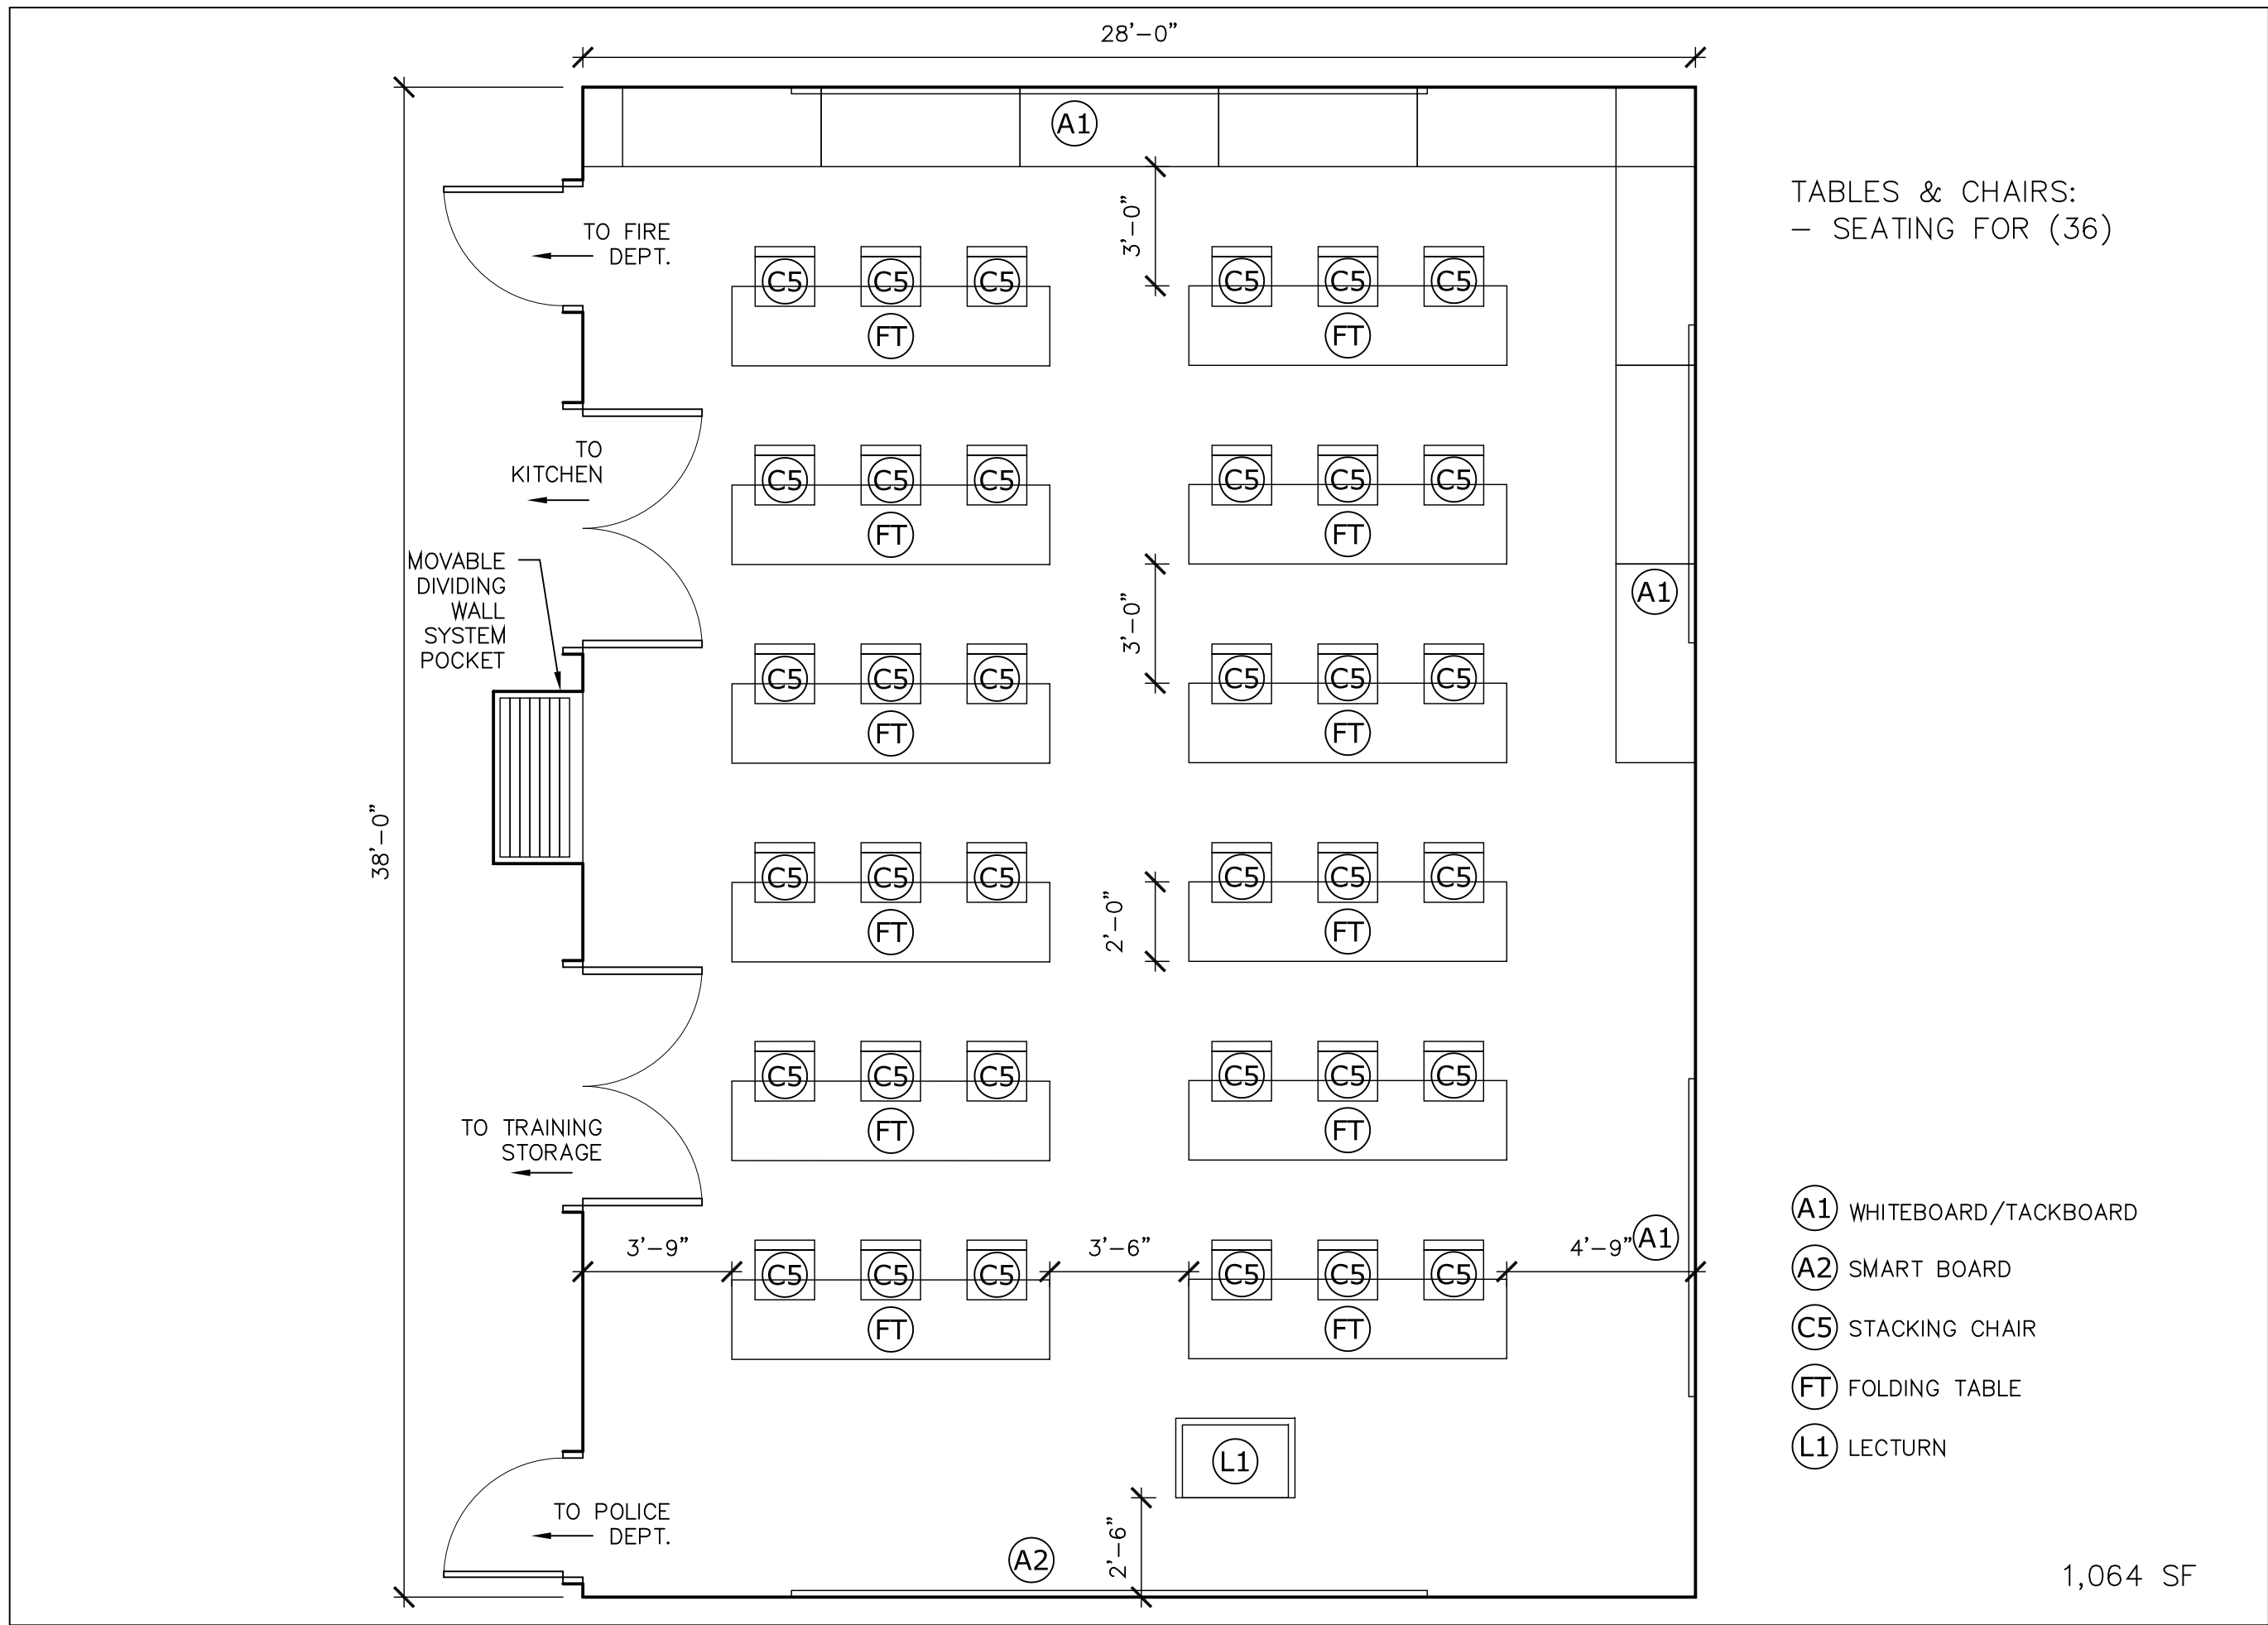 28'-0"
A1
TABLES & CHAIRS:
- SEATING FOR (36)
3'-0"
TO FIRE
DEPT.
C5 C5 C5 C5 C5 C5
FT FT
TO
KITCHEN
C5 C5 C5 C5 C5 C5
FT FT
MOVABLE
DIVIDING
WALL
SYSTEM
POCKET
3'-0"
A1
C5 C5 C5 C5 C5 C5
FT FT
38'-0"
C5 C5 C5 C5 C5 C5
2'-0"
FT FT
C5 C5 C5 C5 C5 C5
TO TRAINING
STORAGE
FT FT
3'-9" 3'-6" 4'-9" A1
C5 C5 C5 C5 C5 C5
FT FT
A1 WHITEBOARD/TACKBOARD
A2 SMART BOARD
C5 STACKING CHAIR
FT FOLDING TABLE
L1 LECTURN
L1
TO POLICE
DEPT.
2'-6"
A2
1,064 SF